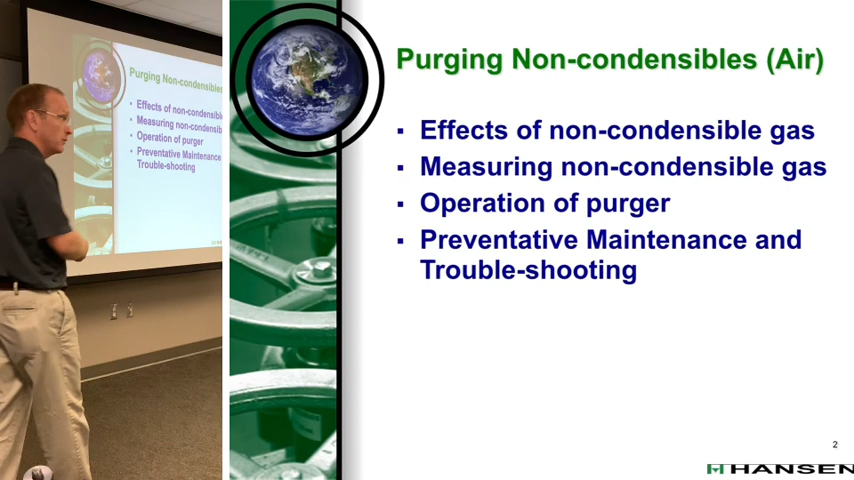 Purging Non-condensibles
Effects of non-condensible
Measuring non-condensib
Operation of purger
Preventative Maintenance
Trouble-shooting
Purging Non-condensibles (Air)
▪ Effects of non-condensible gas
▪ Measuring non-condensible gas
▪ Operation of purger
▪ Preventative Maintenance and
Trouble-shooting
2
HANSEN